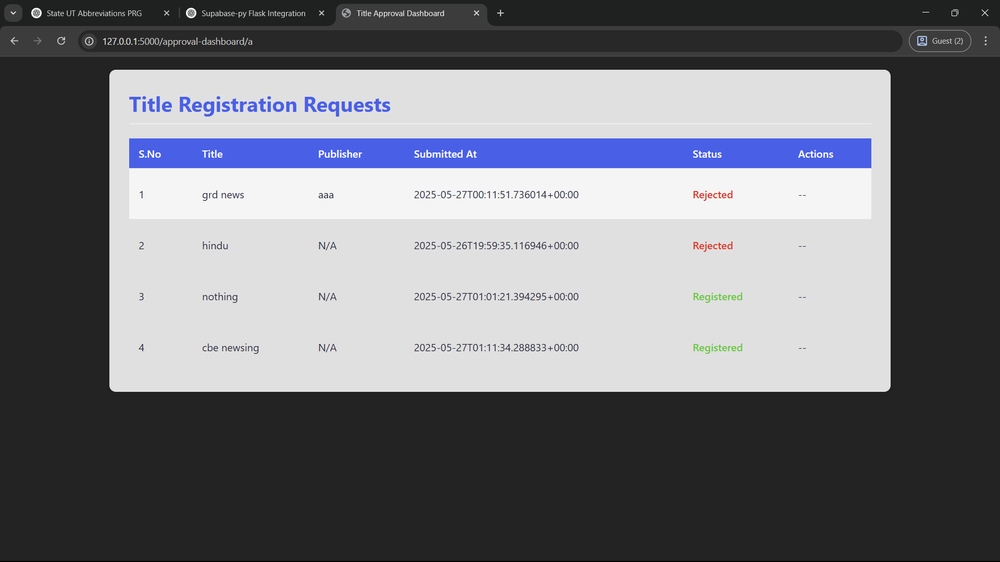 State UT Abbreviations PRG
Supabase-py Flask Integration
Title Approval Dashboard
127.0.0.1:5000/approval-dashboard/a
Guest (2)
Title Registration Requests
S.No Title Publisher Submitted At Status Actions
1 grd news aaa 2025-05-27T00:11:51.736014+00:00 Rejected --
2 hindu N/A 2025-05-26T19:59:35.116946+00:00 Rejected --
3 nothing N/A 2025-05-27T01:01:21.394295+00:00 Registered --
4 cbe newsing N/A 2025-05-27T01:11:34.288833+00:00 Registered --